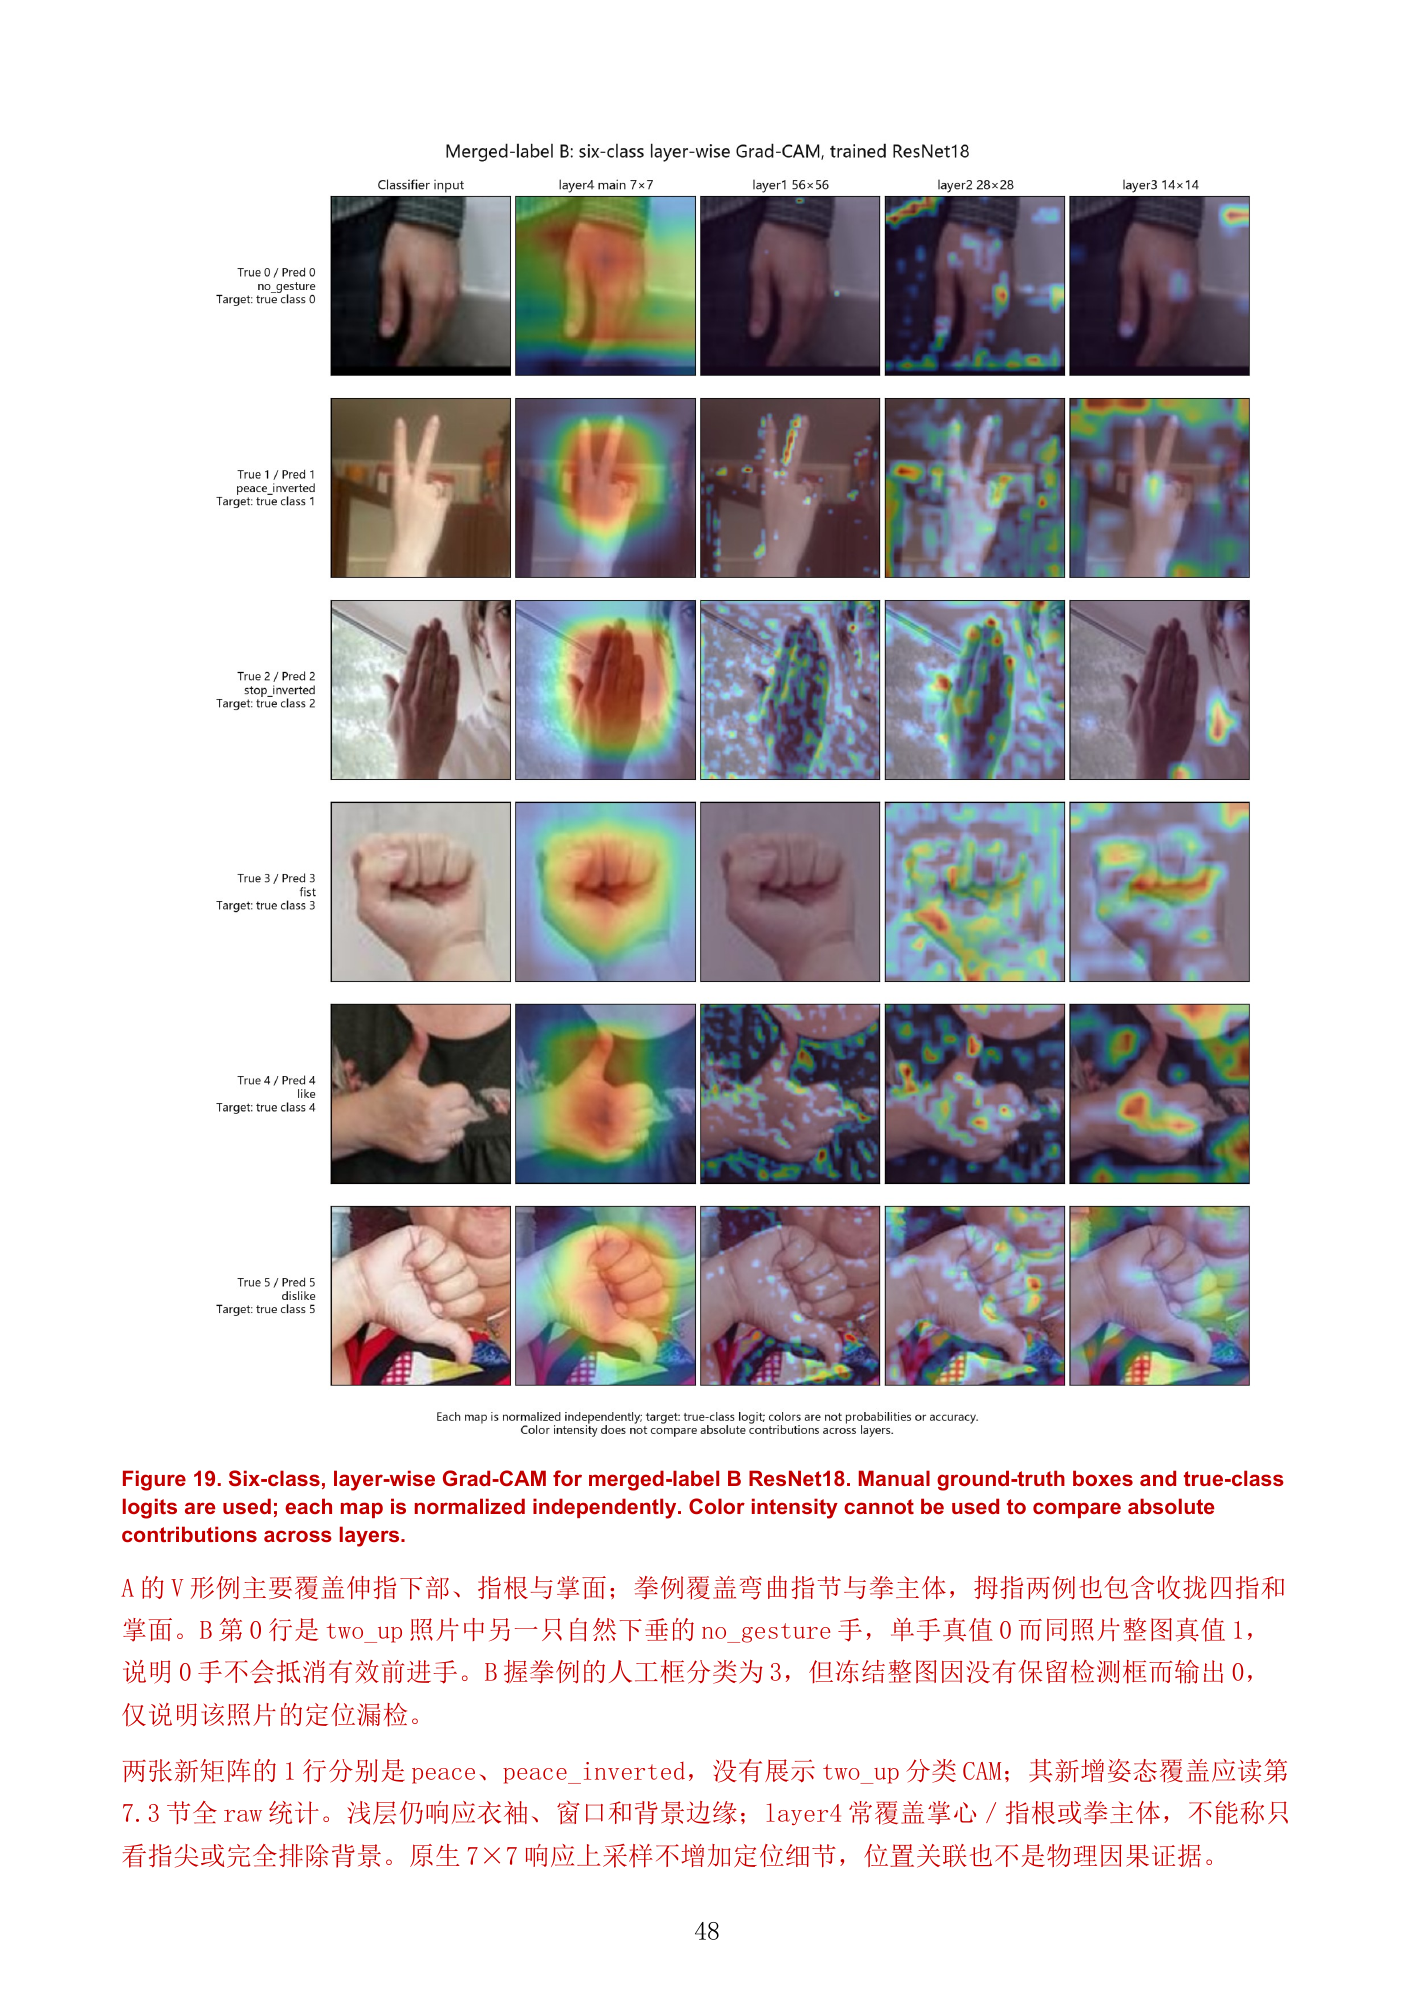 Merged-label B: six-class layer-wise Grad-CAM, trained ResNet18
Classifier input
layer4 main 7×7
layer1 56×56
layer2 28×28
layer3 14×14
True 0 / Pred 0
no_gesture
Target: true class 0
True 1 / Pred 1
peace_inverted
Target: true class 1
True 2 / Pred 2
stop_inverted
Target: true class 2
True 3 / Pred 3
fist
Target: true class 3
True 4 / Pred 4
like
Target: true class 4
True 5 / Pred 5
dislike
Target: true class 5
Each map is normalized independently; target: true-class logit; colors are not probabilities or accuracy.
Color intensity does not compare absolute contributions across layers.
Figure 19. Six-class, layer-wise Grad-CAM for merged-label B ResNet18. Manual ground-truth boxes and true-class
logits are used; each map is normalized independently. Color intensity cannot be used to compare absolute
contributions across layers.
A 的 V 形例主要覆盖伸指下部、指根与掌面；拳例覆盖弯曲指节与拳主体，拇指两例也包含收拢四指和
掌面。B 第 0 行是 two_up 照片中另一只自然下垂的 no_gesture 手，单手真值 0 而同照片整图真值 1，
说明 0 手不会抵消有效前进手。B 握拳例的人工框分类为 3，但冻结整图因没有保留检测框而输出 0，
仅说明该照片的定位漏检。
两张新矩阵的 1 行分别是 peace、peace_inverted，没有展示 two_up 分类 CAM；其新增姿态覆盖应读第
7.3 节全 raw 统计。浅层仍响应衣袖、窗口和背景边缘；layer4 常覆盖掌心／指根或拳主体，不能称只
看指尖或完全排除背景。原生 7×7 响应上采样不增加定位细节，位置关联也不是物理因果证据。
48